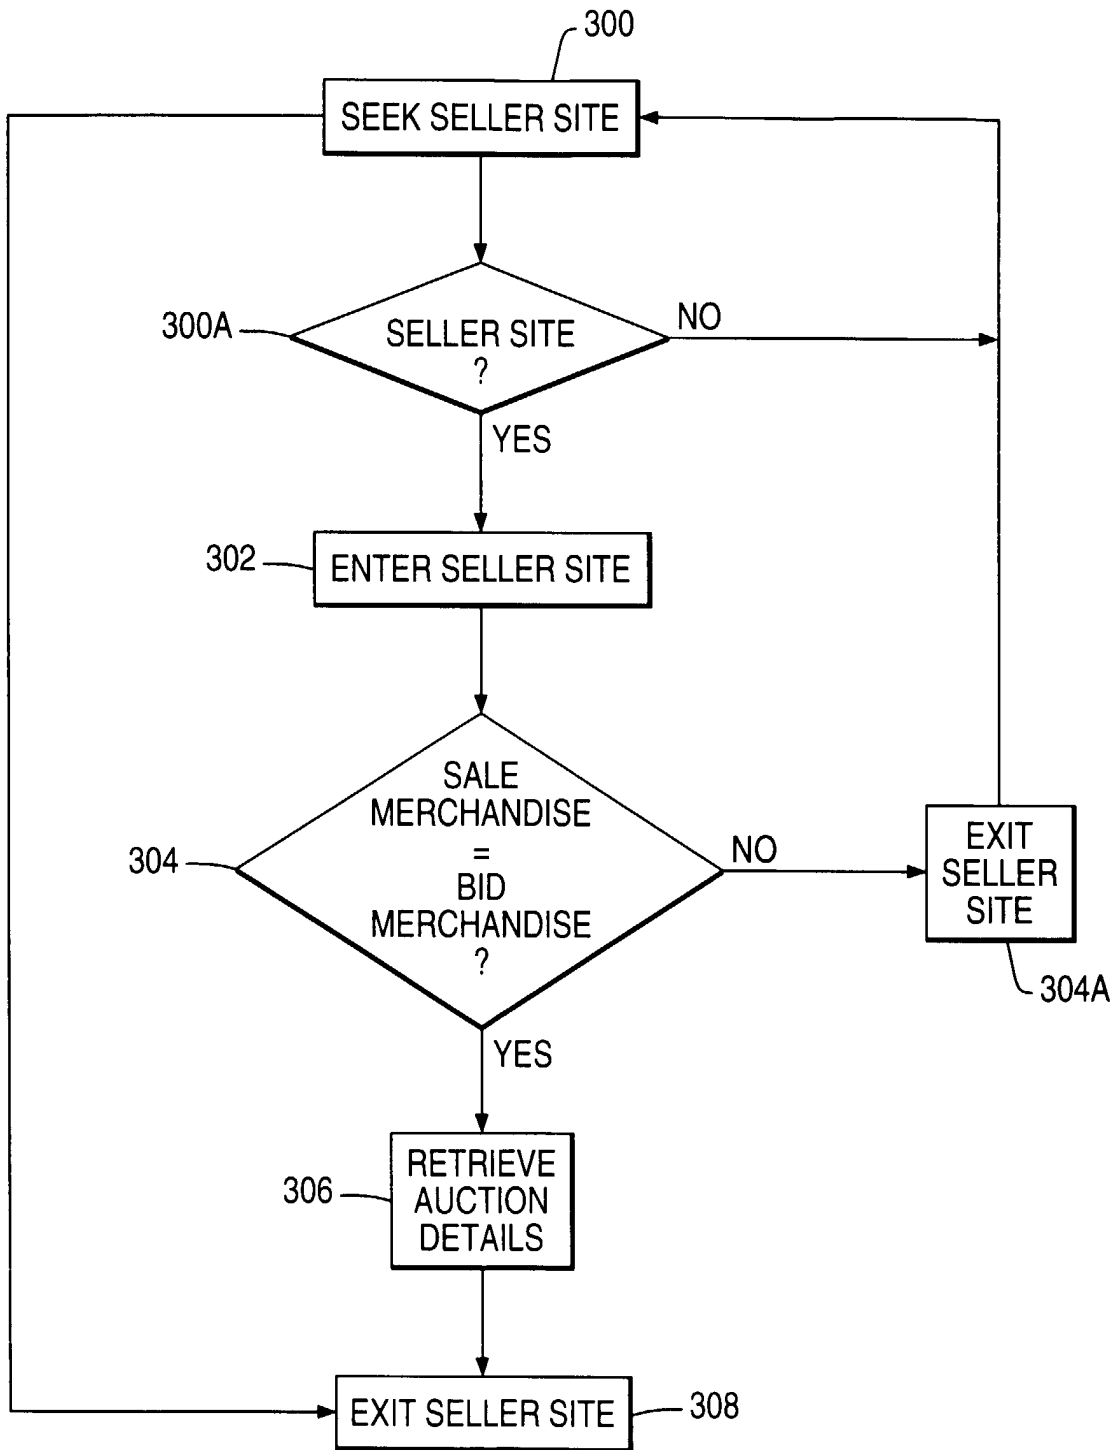 300
SEEK SELLER SITE
300A
SELLER SITE
?
NO
YES
302
ENTER SELLER SITE
304
SALE
MERCHANDISE
=
BID
MERCHANDISE
?
NO
EXIT
SELLER
SITE
304A
YES
306
RETRIEVE
AUCTION
DETAILS
EXIT SELLER SITE
308